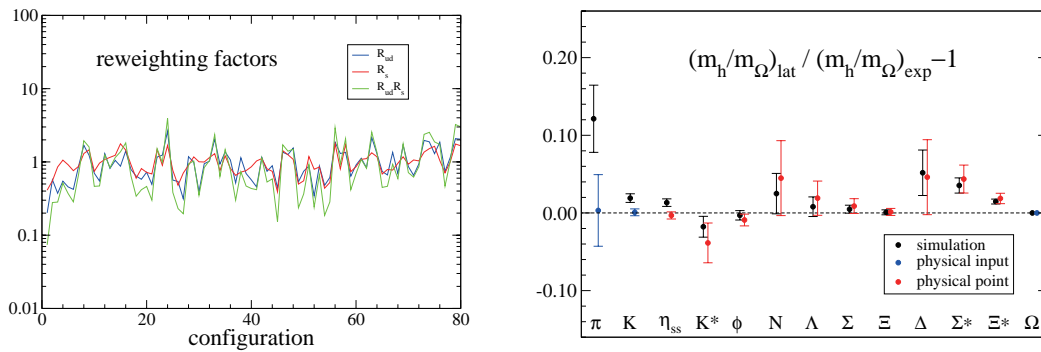 100
10
1
0.1
0.01
reweighting factors
R_ud
R_s
R_udR_s
0 20 40 60 80
configuration
0.20
0.10
0.00
-0.10
(m_h/m_Ω)_lat / (m_h/m_Ω)_exp−1
simulation
physical input
physical point
π K η_ss K* ϕ N Λ Σ Ξ Δ Σ* Ξ* Ω